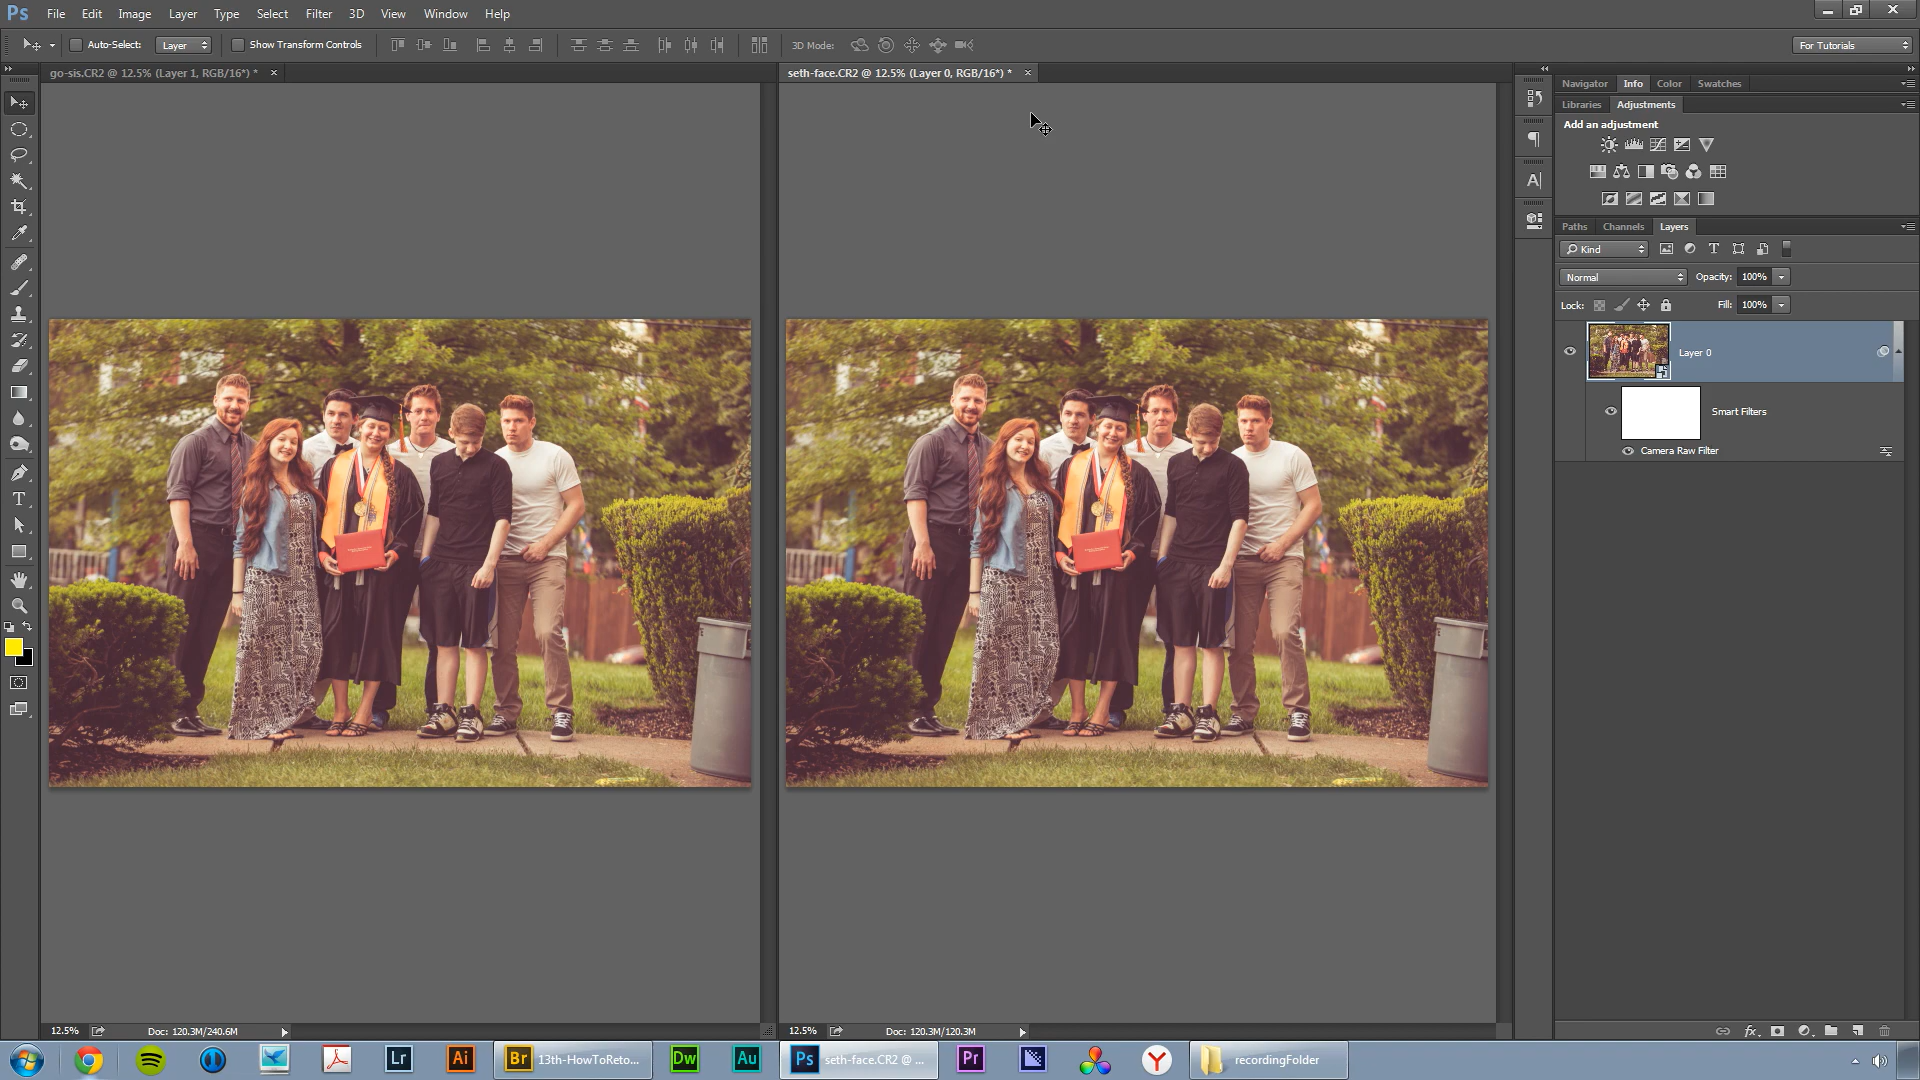 Ps File Edit Image Layer Type Select Filter 3D View Window Help
Auto-Select: Layer Show Transform Controls 3D Mode: For Tutorials
go-sis.CR2 @ 12.5% (Layer 1, RGB/16*) * ×
seth-face.CR2 @ 12.5% (Layer 0, RGB/16*) * ×
Navigator Info Color Swatches
Libraries Adjustments
Add an adjustment
Paths Channels Layers
Kind
Normal Opacity: 100%
Lock: Fill: 100%
Layer 0
Smart Filters
Camera Raw Filter
12.5% Doc: 120.3M/240.6M
12.5% Doc: 120.3M/120.3M
Lr Ai Br 13th-HowToReto... Dw Au Ps seth-face.CR2 @ ... Pr recordingFolder